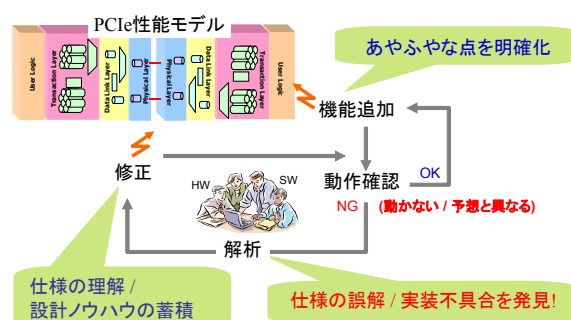 PCIe性能モデル
User Logic
Transaction Layer
Data Link Layer
Physical Layer
Physical Layer
Data Link Layer
Transaction Layer
User Logic
あやふやな点を明確化
機能追加
修正
HW
SW
動作確認
OK
NG (動かない / 予想と異なる)
解析
仕様の理解 /
設計ノウハウの蓄積
仕様の誤解 / 実装不具合を発見!